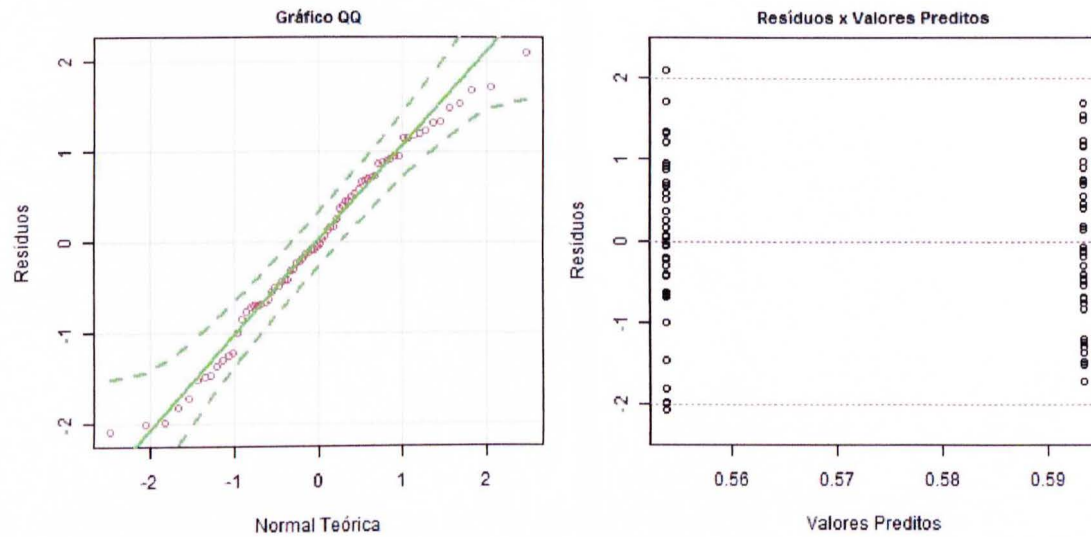 Gráfico QQ
Resíduos
2
1
0
-1
-2
-2 -1 0 1 2
Normal Teórica
Resíduos x Valores Preditos
Resíduos
2
1
0
-1
-2
0.56 0.57 0.58 0.59
Valores Preditos